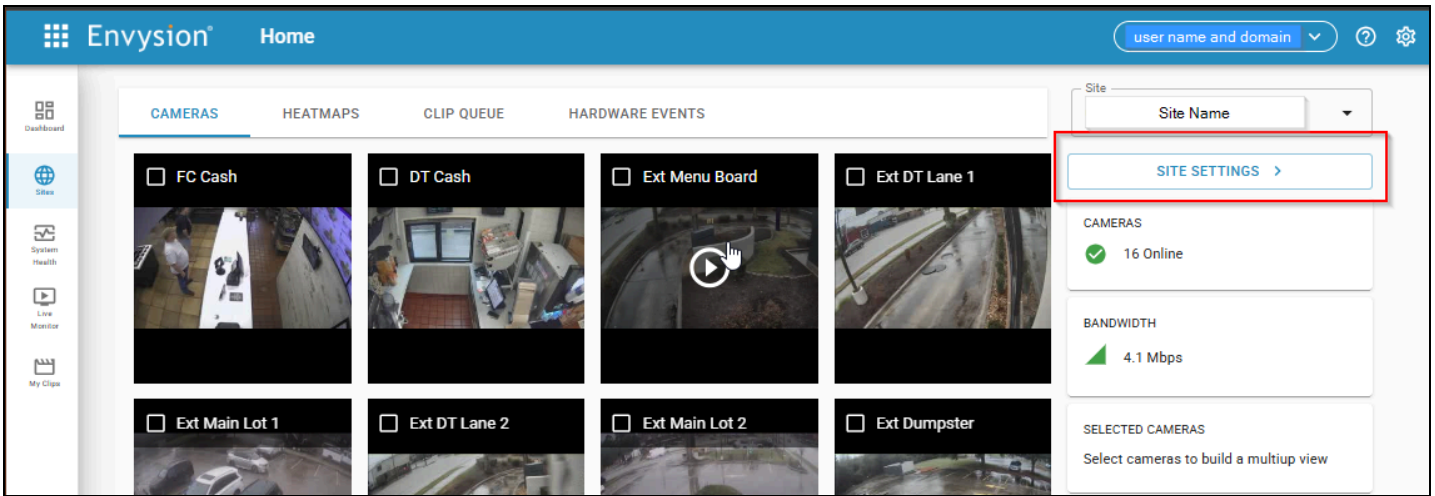 Envysion® Home user name and domain
Dashboard
Sites
System
Health
Live
Monitor
My Clips
CAMERAS HEATMAPS CLIP QUEUE HARDWARE EVENTS
FC Cash DT Cash Ext Menu Board Ext DT Lane 1
Ext Main Lot 1 Ext DT Lane 2 Ext Main Lot 2 Ext Dumpster
Site
Site Name
SITE SETTINGS >
CAMERAS
16 Online
BANDWIDTH
4.1 Mbps
SELECTED CAMERAS
Select cameras to build a multiup view